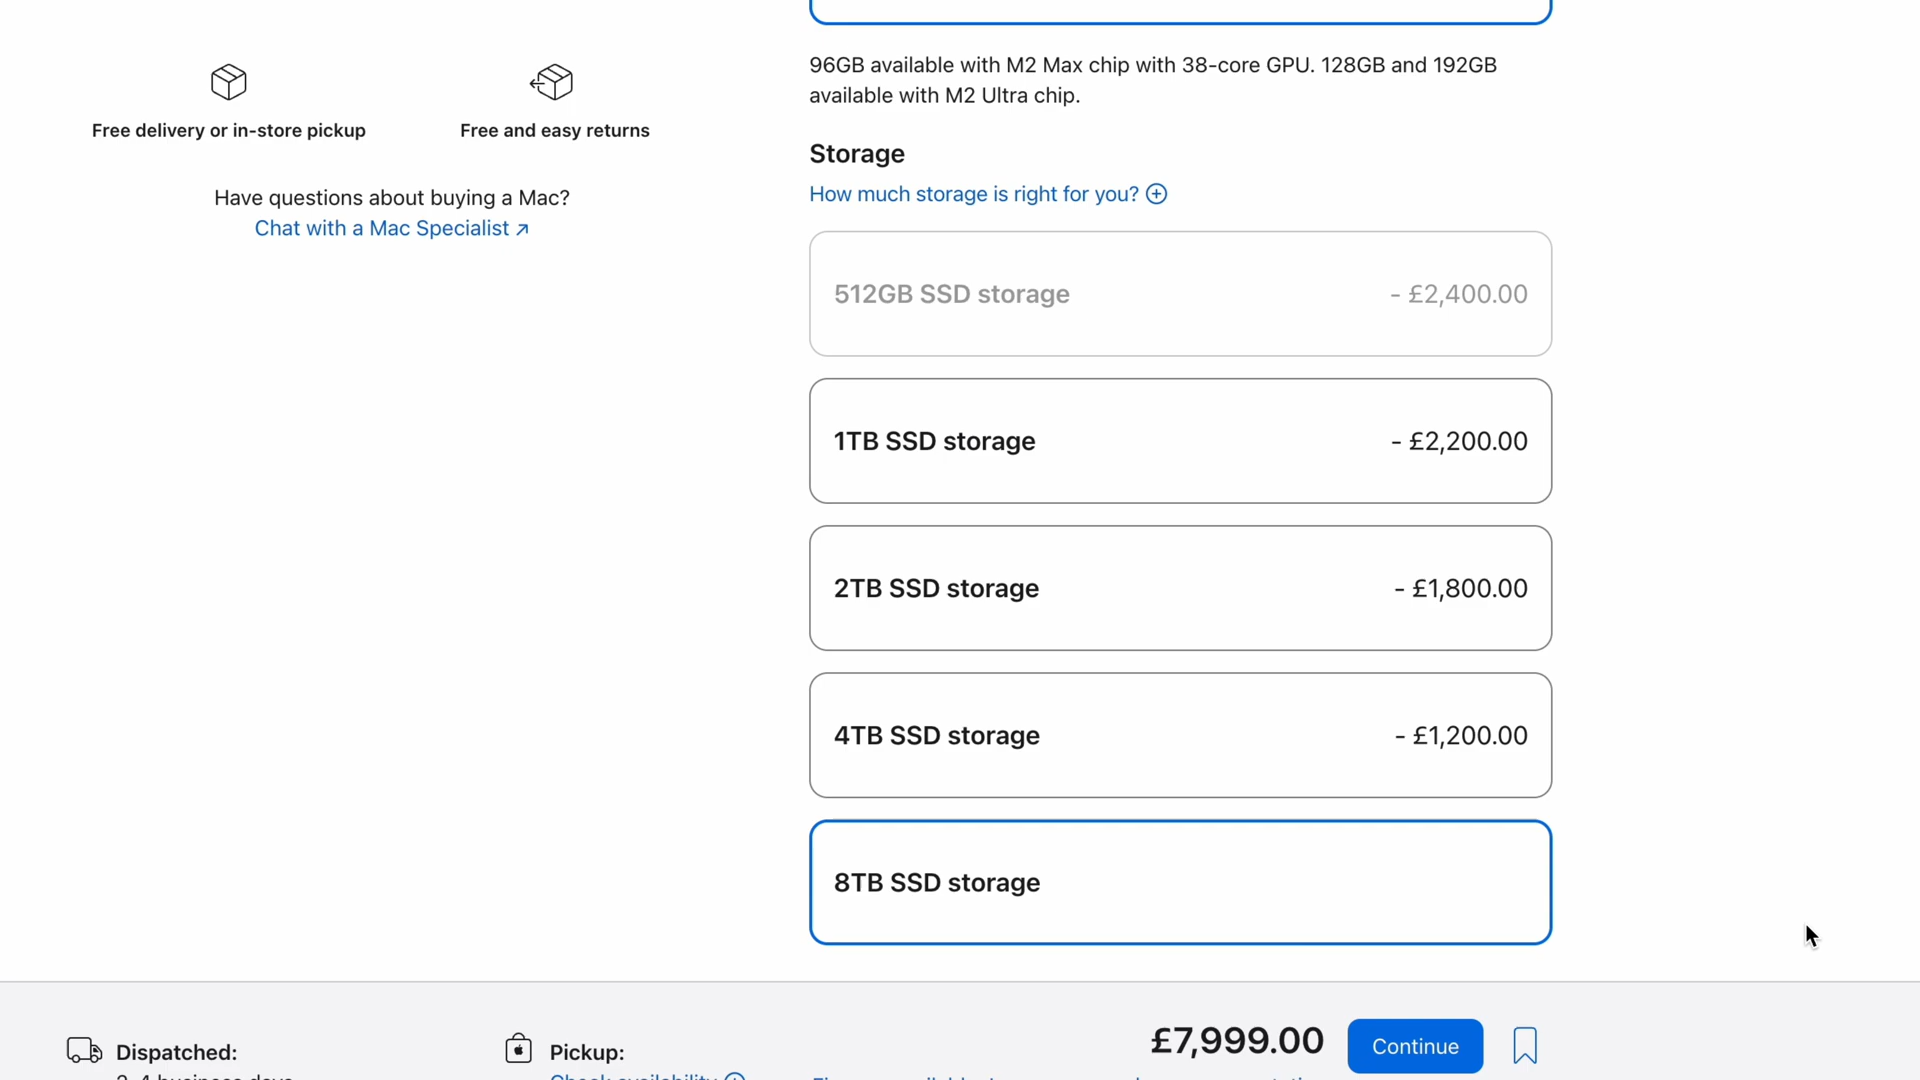 96GB available with M2 Max chip with 38-core GPU. 128GB and 192GB
available with M2 Ultra chip.
Free delivery or in-store pickup
Free and easy returns
Have questions about buying a Mac?
Chat with a Mac Specialist ↗
Storage
How much storage is right for you?
512GB SSD storage - £2,400.00
1TB SSD storage - £2,200.00
2TB SSD storage - £1,800.00
4TB SSD storage - £1,200.00
8TB SSD storage
Dispatched:
Pickup:
Check availability
£7,999.00
Continue